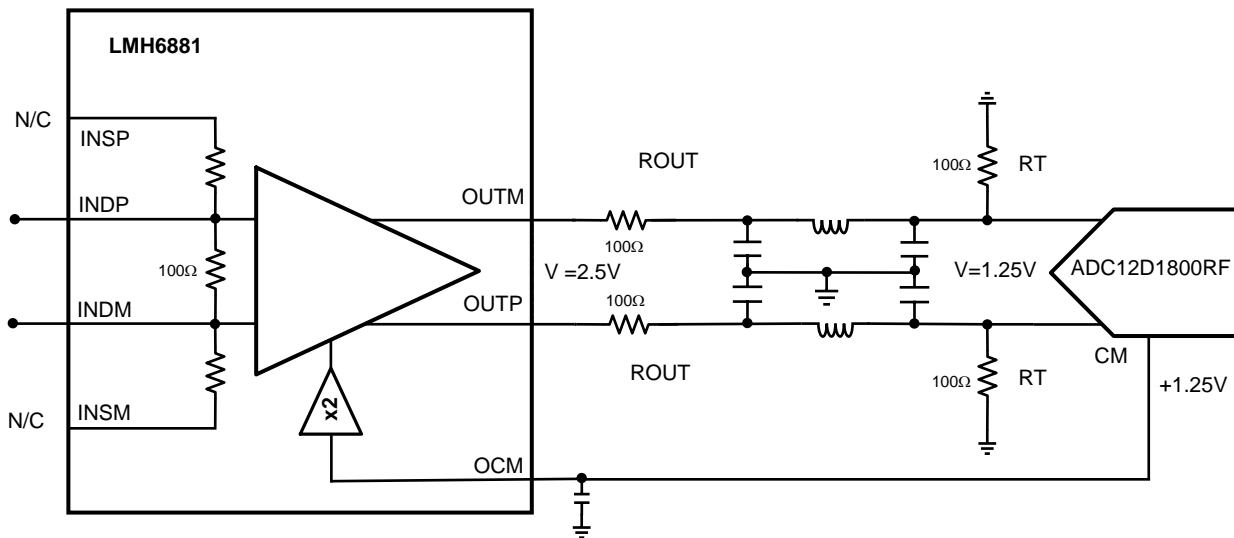 LMH6881
N/C
INSP
INDP
100Ω
INDM
N/C
INSM
x2
OUTM
V =2.5V
OUTP
OCM
ROUT
100Ω
100Ω
ROUT
100Ω
RT
V=1.25V
ADC12D1800RF
CM
100Ω
RT
+1.25V